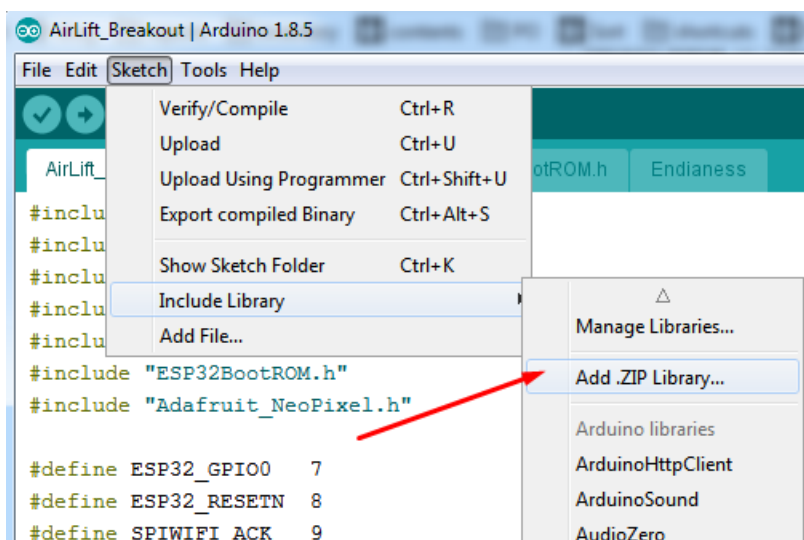 AirLift_Breakout | Arduino 1.8.5
File Edit Sketch Tools Help
Verify/Compile Ctrl+R
Upload Ctrl+U
Upload Using Programmer Ctrl+Shift+U
Export compiled Binary Ctrl+Alt+S
Show Sketch Folder Ctrl+K
Include Library
Add File...
Manage Libraries...
Add .ZIP Library...
Arduino libraries
ArduinoHttpClient
ArduinoSound
AudioZero
AirLift_ otROM.h Endianess
#inclu
#inclu
#inclu
#inclu
#inclu
#include "ESP32BootROM.h"
#include "Adafruit_NeoPixel.h"
#define ESP32_GPIO0 7
#define ESP32_RESETN 8
#define SPIWIFI_ACK 9